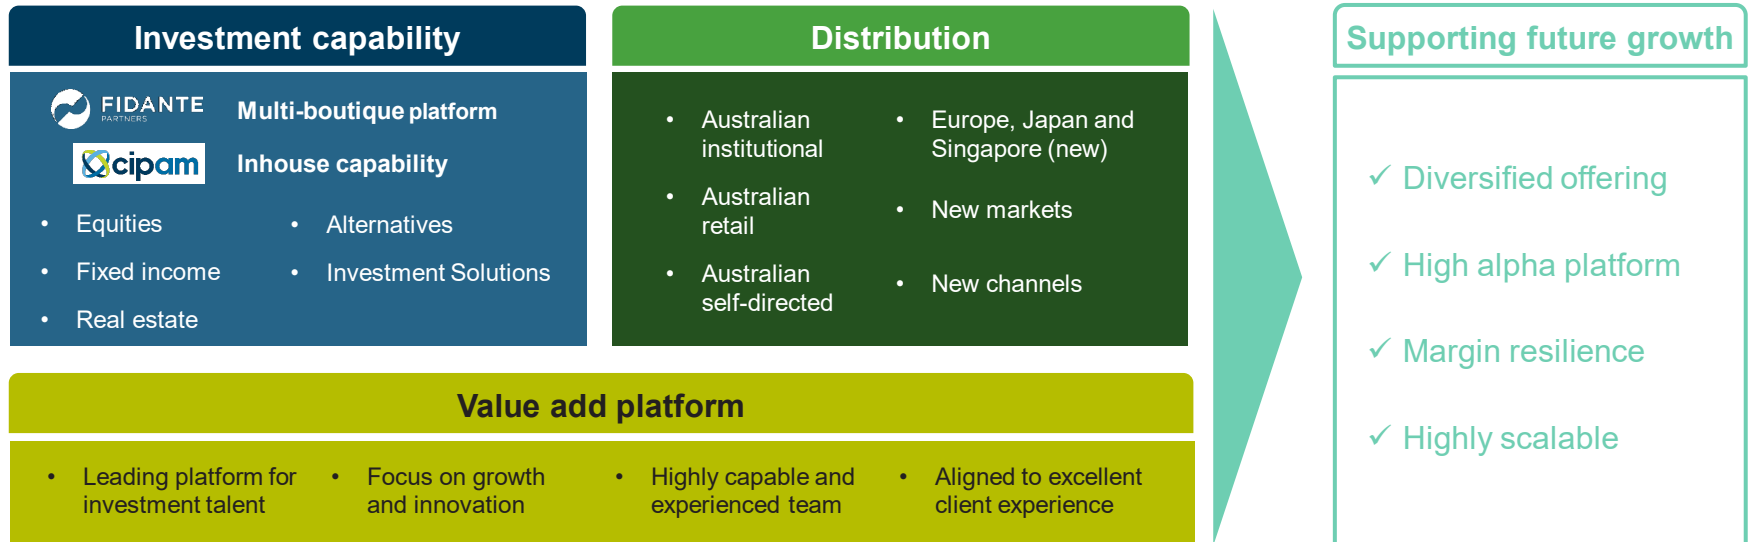 Investment capability
FIDANTE
PARTNERS
Multi-boutique platform
cipam
Inhouse capability
• Equities
• Fixed income
• Real estate
• Alternatives
• Investment Solutions
Distribution
• Australian
institutional
• Australian
retail
• Australian
self-directed
• Europe, Japan and
Singapore (new)
• New markets
• New channels
Value add platform
• Leading platform for
investment talent
• Focus on growth
and innovation
• Highly capable and
experienced team
• Aligned to excellent
client experience
Supporting future growth
✓ Diversified offering
✓ High alpha platform
✓ Margin resilience
✓ Highly scalable